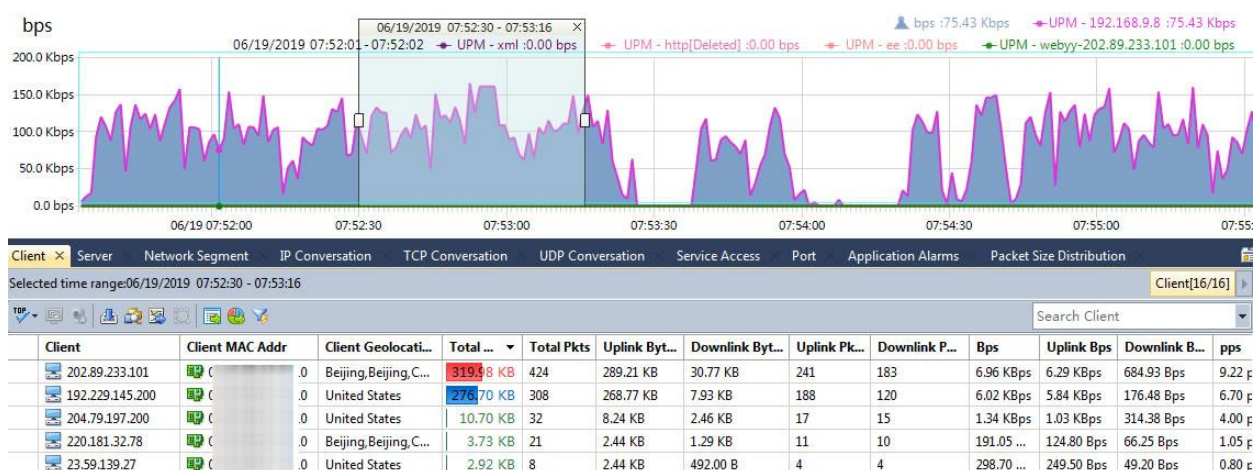 bps
06/19/2019 07:52:30 - 07:53:16 ×
bps :75.43 Kbps UPM - 192.168.9.8 :75.43 Kbps
06/19/2019 07:52:01 - 07:52:02 UPM - xml :0.00 bps UPM - http[Deleted] :0.00 bps UPM - ee :0.00 bps UPM - webyy-202.89.233.101 :0.00 bps
200.0 Kbps
150.0 Kbps
100.0 Kbps
50.0 Kbps
0.0 bps
06/19 07:52:00 07:52:30 07:53:00 07:53:30 07:54:00 07:54:30 07:55:00 07:55:
Client × Server Network Segment IP Conversation TCP Conversation UDP Conversation Service Access Port Application Alarms Packet Size Distribution
Selected time range:06/19/2019 07:52:30 - 07:53:16 Client[16/16]
TOP Search Client
Client Client MAC Addr Client Geolocati... Total ... Total Pkts Uplink Byt... Downlink Byt... Uplink Pk... Downlink P... Bps Uplink Bps Downlink B... pps
202.89.233.101 0 Beijing,Beijing,C... 319.98 KB 424 289.21 KB 30.77 KB 241 183 6.96 KBps 6.29 KBps 684.93 Bps 9.22 p
192.229.145.200 .0 United States 276.70 KB 308 268.77 KB 7.93 KB 188 120 6.02 KBps 5.84 KBps 176.48 Bps 6.70 p
204.79.197.200 .0 United States 10.70 KB 32 8.24 KB 2.46 KB 17 15 1.34 KBps 1.03 KBps 314.38 Bps 4.00 p
220.181.32.78 .0 Beijing,Beijing,C... 3.73 KB 21 2.44 KB 1.29 KB 11 10 191.05 ... 124.80 Bps 66.25 Bps 1.05 p
23.59.139.27 .0 United States 2.92 KB 8 2.44 KB 492.00 B 4 4 298.70 ... 249.50 Bps 49.20 Bps 0.80 p